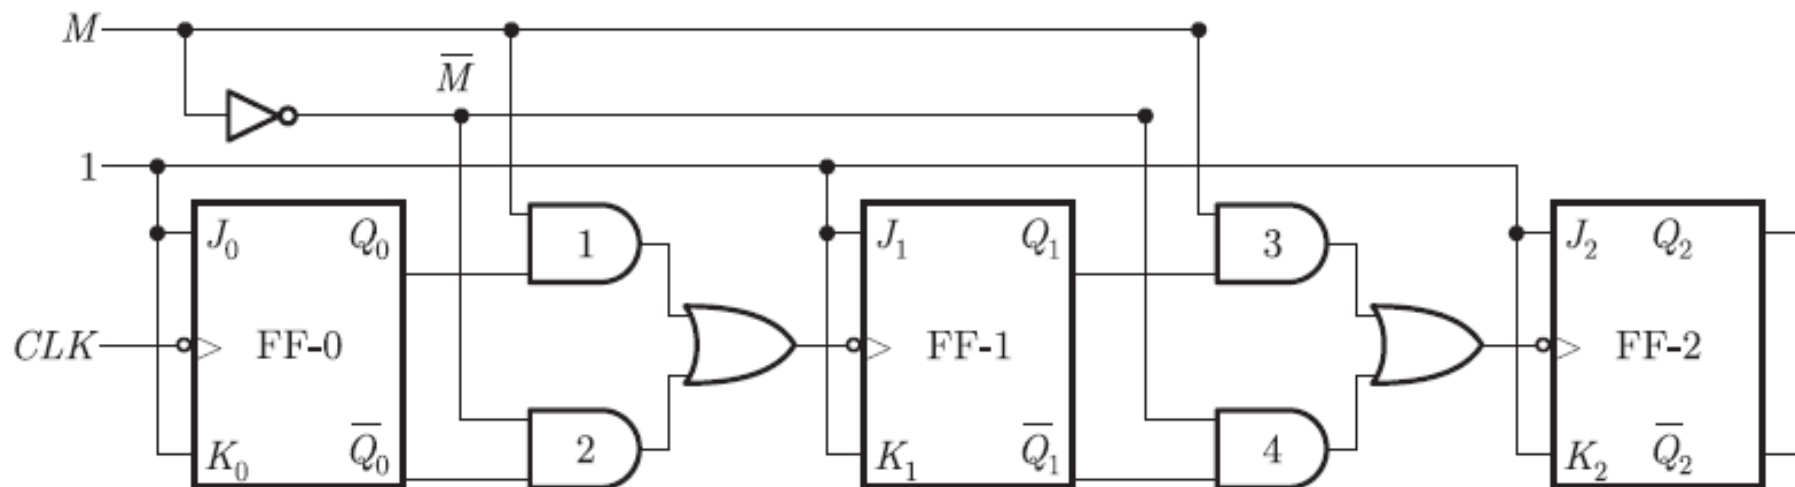 M
M̅
1
J₀ Q₀ 1 J₁ Q₁ 3 J₂ Q₂
CLK FF-0 FF-1 FF-2
K₀ Q̅₀ 2 K₁ Q̅₁ 4 K₂ Q̅₂